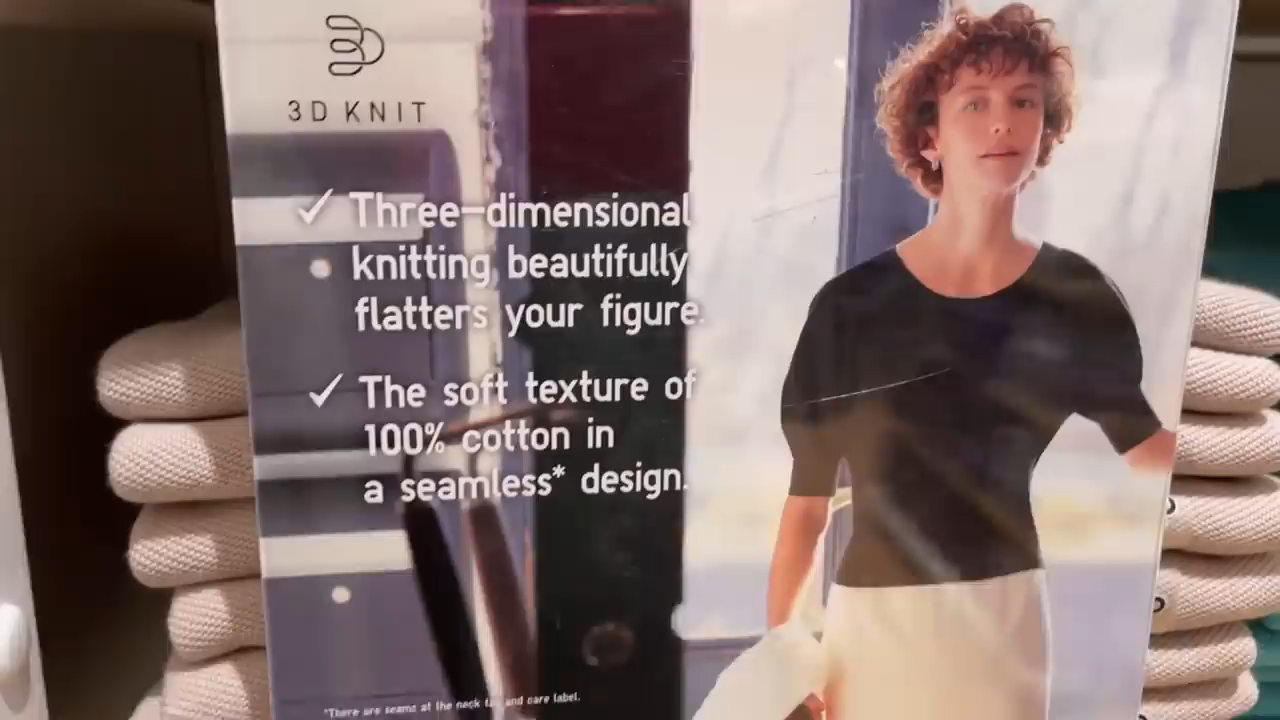 3D KNIT
Three-dimensional
knitting beautifully
flatters your figure.
The soft texture of
100% cotton in
a seamless* design.
*There are seams at the neck and care label.